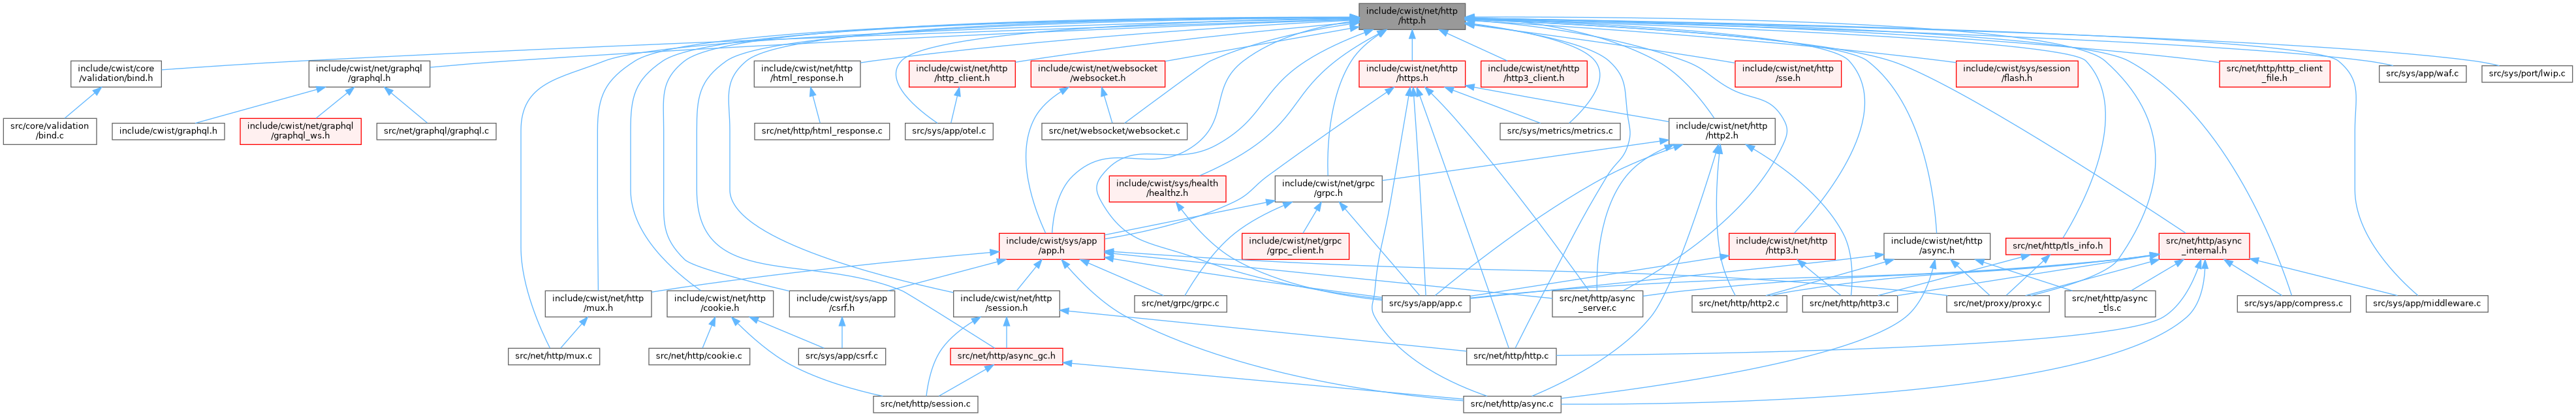 include/cwist/net/http
/http.h
include/cwist/core
/validation/bind.h
include/cwist/net/graphql
/graphql.h
include/cwist/net/http
/html_response.h
include/cwist/net/http
/http_client.h
include/cwist/net/websocket
/websocket.h
include/cwist/net/http
/https.h
include/cwist/net/http
/http3_client.h
include/cwist/net/http
/sse.h
include/cwist/sys/session
/flash.h
src/net/http/http_client
_file.h
src/sys/app/waf.c
src/sys/port/lwip.c
src/core/validation
/bind.c
include/cwist/graphql.h
include/cwist/net/graphql
/graphql_ws.h
src/net/graphql/graphql.c
src/net/http/html_response.c
src/sys/app/otel.c
src/net/websocket/websocket.c
src/sys/metrics/metrics.c
include/cwist/net/http
/http2.h
include/cwist/sys/health
/healthz.h
include/cwist/net/grpc
/grpc.h
include/cwist/sys/app
/app.h
include/cwist/net/grpc
/grpc_client.h
include/cwist/net/http
/http3.h
include/cwist/net/http
/async.h
src/net/http/tls_info.h
src/net/http/async
_internal.h
include/cwist/net/http
/mux.h
include/cwist/net/http
/cookie.h
include/cwist/sys/app
/csrf.h
include/cwist/net/http
/session.h
src/net/grpc/grpc.c
src/sys/app/app.c
src/net/http/async
_server.c
src/net/http/http2.c
src/net/http/http3.c
src/net/proxy/proxy.c
src/net/http/async
_tls.c
src/sys/app/compress.c
src/sys/app/middleware.c
src/net/http/mux.c
src/net/http/cookie.c
src/sys/app/csrf.c
src/net/http/async_gc.h
src/net/http/http.c
src/net/http/session.c
src/net/http/async.c